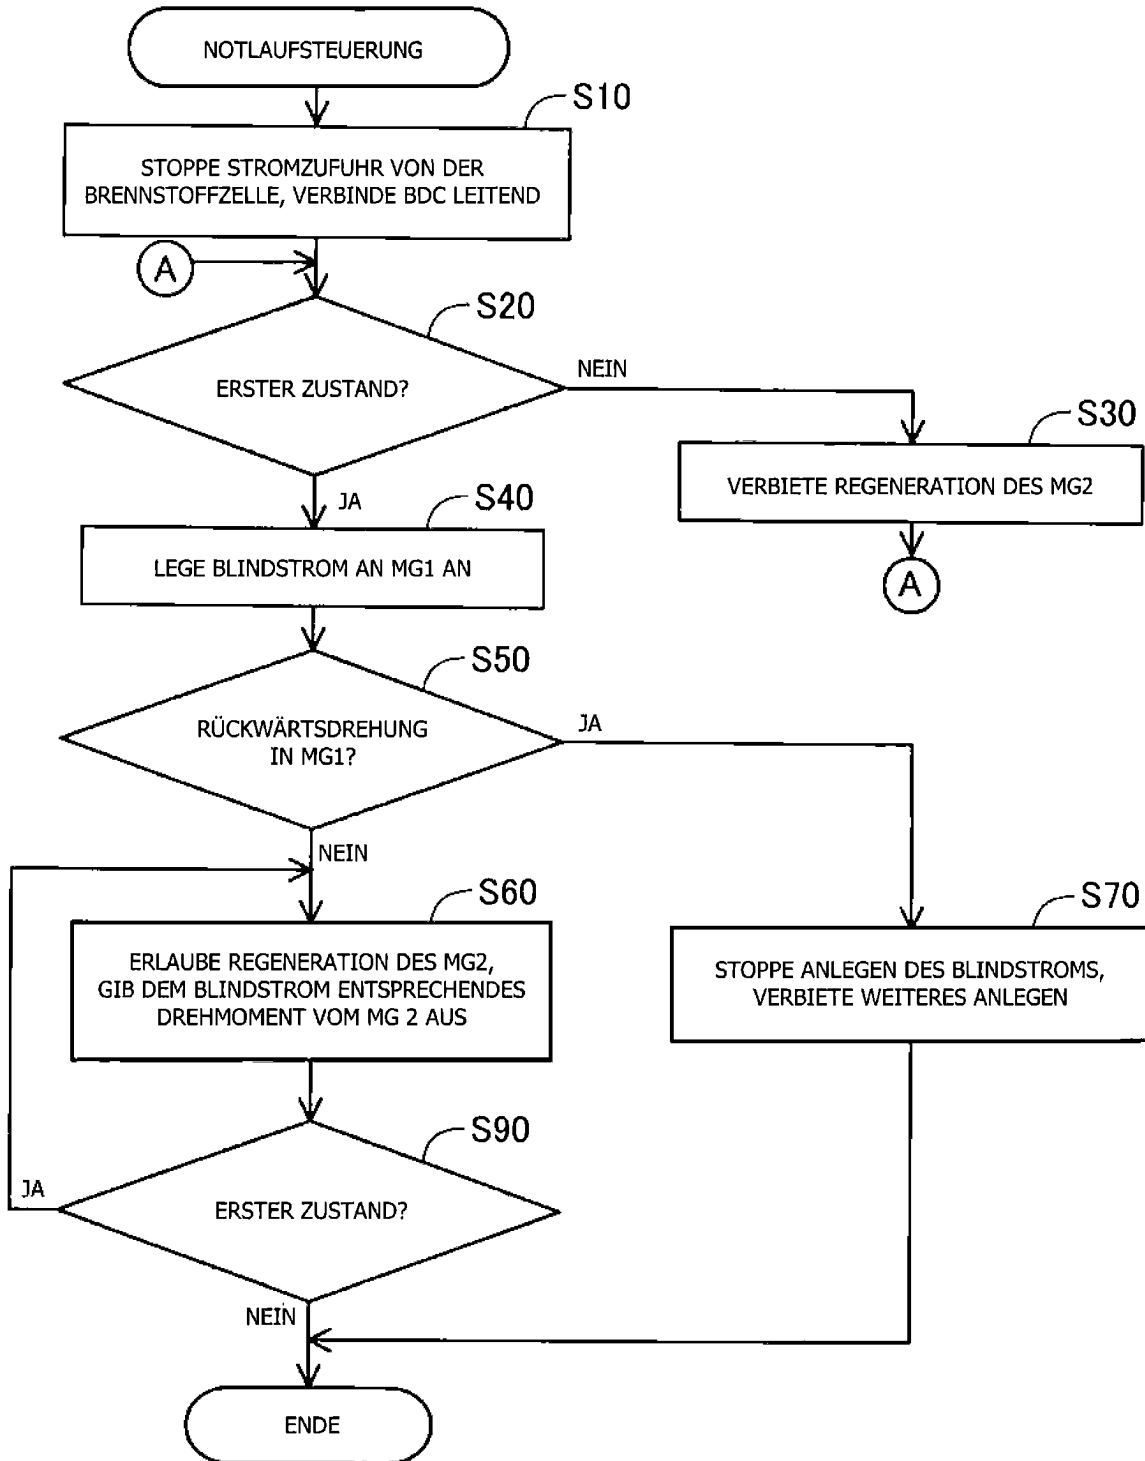 NOTLAUFSTEUERUNG
S10
STOPPE STROMZUFUHR VON DER
BRENNSTOFFZELLE, VERBINDE BDC LEITEND
A
S20
ERSTER ZUSTAND?
NEIN
S30
VERBIETE REGENERATION DES MG2
A
JA
S40
LEGE BLINDSTROM AN MG1 AN
S50
RÜCKWÄRTSDREHUNG
IN MG1?
JA
NEIN
S60
ERLAUBE REGENERATION DES MG2,
GIB DEM BLINDSTROM ENTSPRECHENDES
DREHMOMENT VOM MG 2 AUS
S70
STOPPE ANLEGEN DES BLINDSTROMS,
VERBIETE WEITERES ANLEGEN
S90
JA
ERSTER ZUSTAND?
NEIN
ENDE